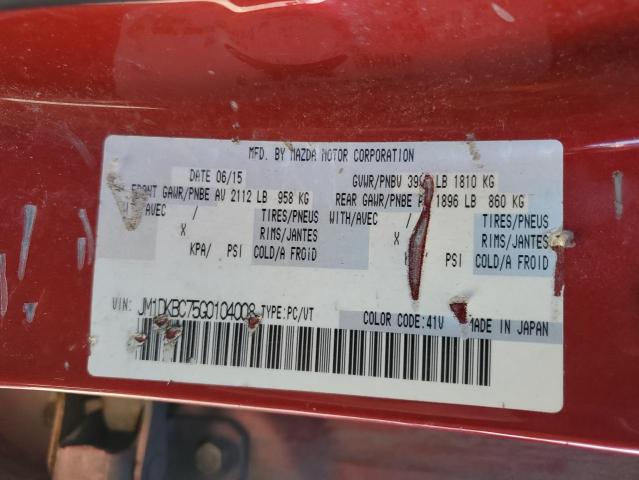 MFD. BY MAZDA MOTOR CORPORATION
DATE 06/15 GVWR/PNBV LB 1810 KG
FRONT GAWR/PNBE AV 2112 LB 958 KG REAR GAWR/PNBE 1896 LB 860 KG
/AVEC / TIRES/PNEUS WITH/AVEC / TIRES/PNEUS
X RIMS/JANTES X RIMS/JANTES
KPA/ PSI COLD/A FROID PSI COLD/A FROID
VIN: JM1DKBC75G0104008 TYPE:PC/VT
COLOR CODE:41V MADE IN JAPAN